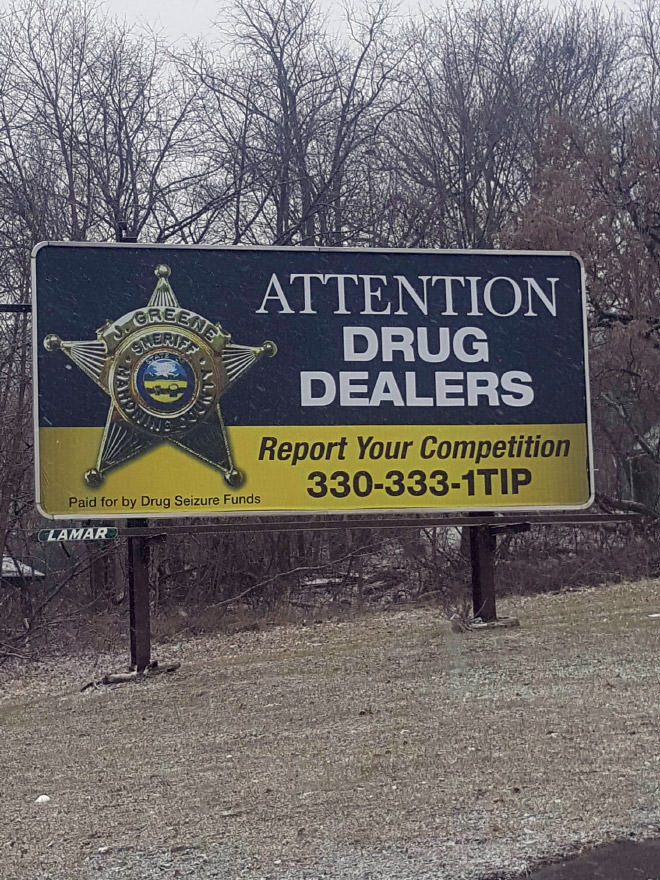 ATTENTION
DRUG
DEALERS
Report Your Competition
330-333-1TIP
J. GREENE
SHERIFF
MAHONING COUNTY
Paid for by Drug Seizure Funds
LAMAR